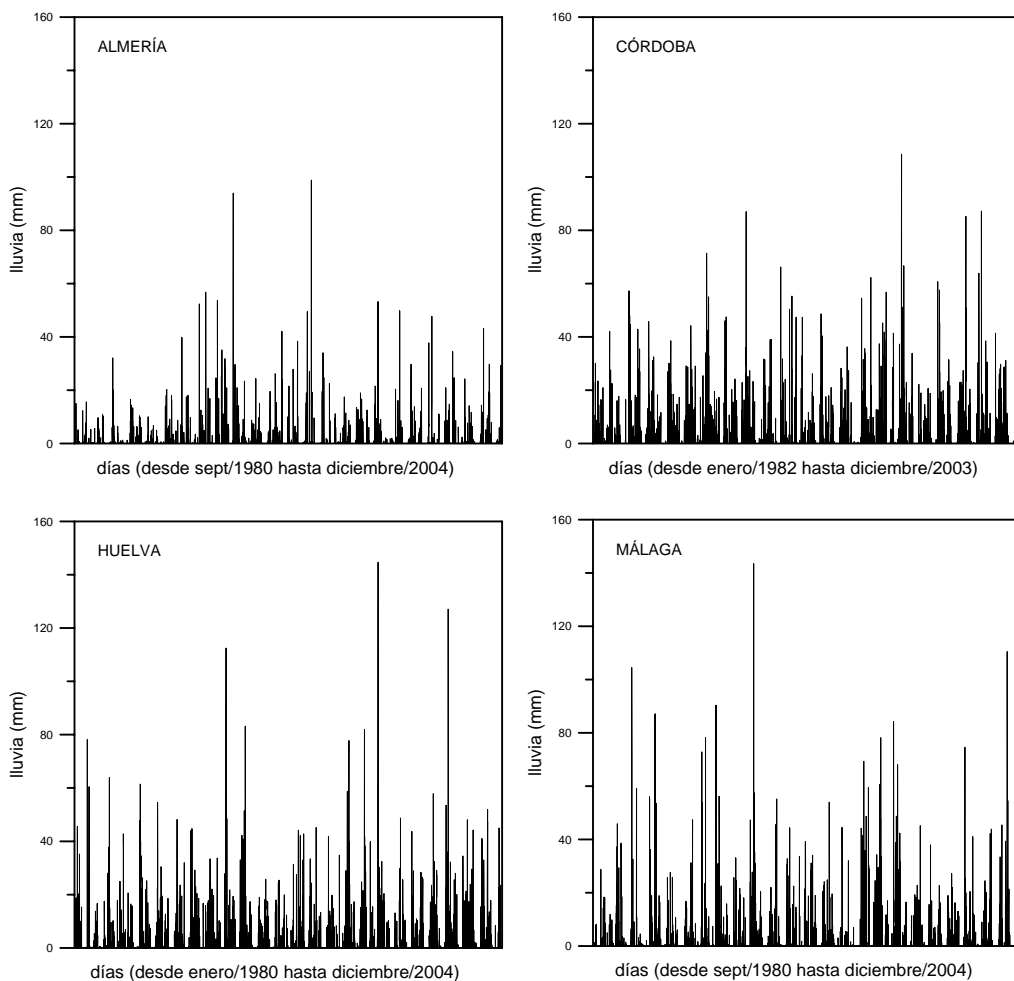 160
120
80
40
0
lluvia (mm)
ALMERÍA
días (desde sept/1980 hasta diciembre/2004)
160
120
80
40
0
lluvia (mm)
CÓRDOBA
días (desde enero/1982 hasta diciembre/2003)
160
120
80
40
0
lluvia (mm)
HUELVA
días (desde enero/1980 hasta diciembre/2004)
160
120
80
40
0
lluvia (mm)
MÁLAGA
días (desde sept/1980 hasta diciembre/2004)